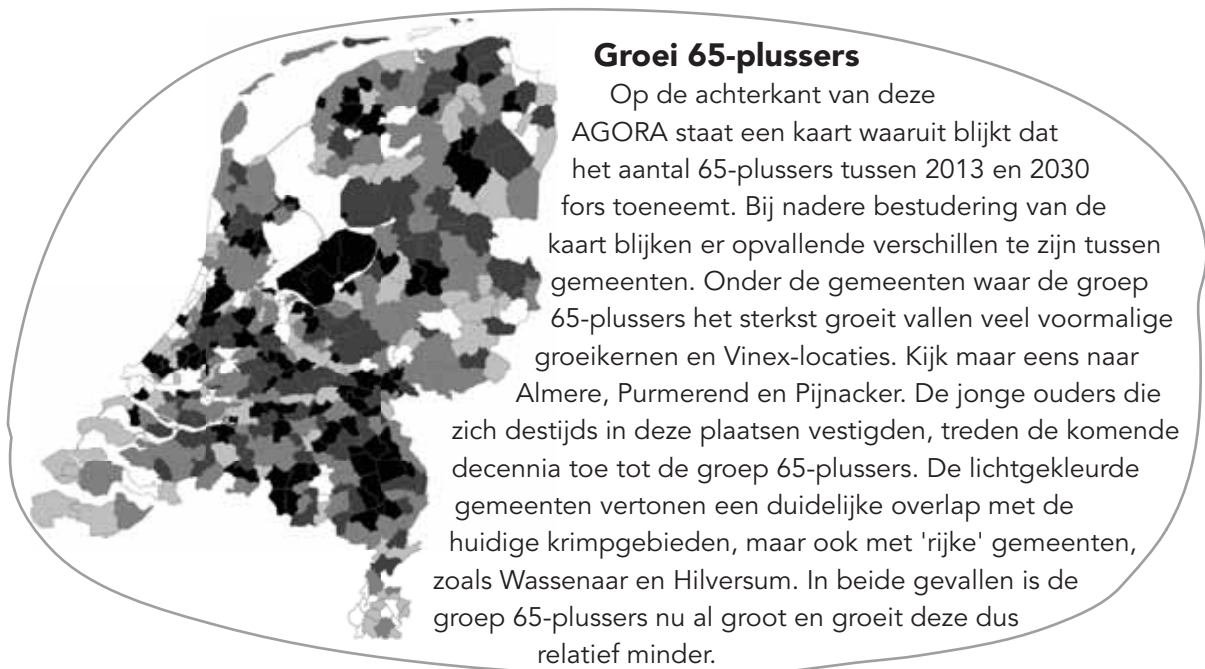 Groei 65-plussers
Op de achterkant van deze
AGORA staat een kaart waaruit blijkt dat
het aantal 65-plussers tussen 2013 en 2030
fors toeneemt. Bij nadere bestudering van de
kaart blijken er opvallende verschillen te zijn tussen
gemeenten. Onder de gemeenten waar de groep
65-plussers het sterkst groeit vallen veel voormalige
groeikernen en Vinex-locaties. Kijk maar eens naar
Almere, Purmerend en Pijnacker. De jonge ouders die
zich destijds in deze plaatsen vestigden, treden de komende
decennia toe tot de groep 65-plussers. De lichtgekleurde
gemeenten vertonen een duidelijke overlap met de
huidige krimpgebieden, maar ook met 'rijke' gemeenten,
zoals Wassenaar en Hilversum. In beide gevallen is de
groep 65-plussers nu al groot en groeit deze dus
relatief minder.